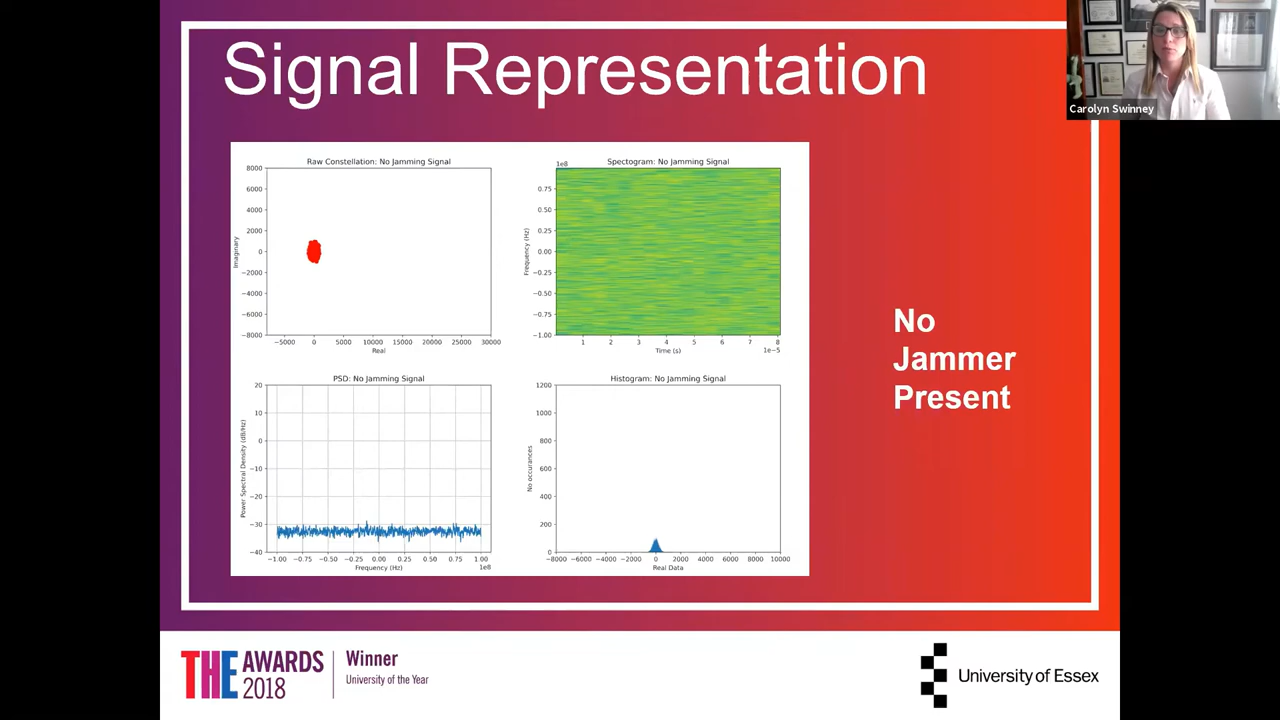 Signal Representation
Carolyn Swinney
Raw Constellation: No Jamming Signal
8000
6000
4000
2000
0
−2000
−4000
−6000
−8000
Imaginary
−5000 0 5000 10000 15000 20000 25000 30000
Real
Spectogram: No Jamming Signal
1e8
0.75
0.50
0.25
0.00
−0.25
−0.50
−0.75
−1.00
Frequency (Hz)
1 2 3 4 5 6 7 8
Time (s)
1e−5
PSD: No Jamming Signal
20
10
0
−10
−20
−30
−40
Power Spectral Density (dB/Hz)
−1.00 −0.75 −0.50 −0.25 0.00 0.25 0.50 0.75 1.00
Frequency (Hz)
1e8
Histogram: No Jamming Signal
1200
1000
800
600
400
200
0
No occurances
−8000 −6000 −4000 −2000 0 2000 4000 6000 8000 10000
Real Data
No
Jammer
Present
THE AWARDS
2018
Winner
University of the Year
University of Essex